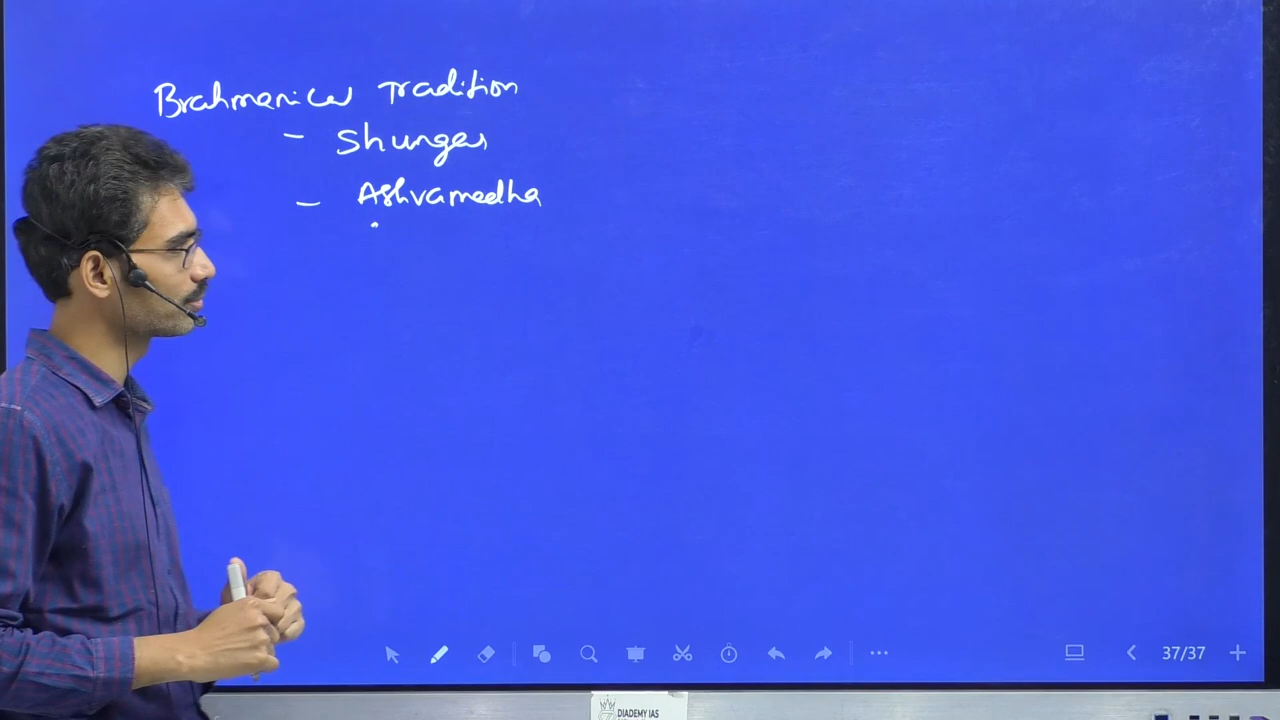 Brahmanical Tradition
- Shungas
- Ashvamedha
37/37
DIADEMY IAS